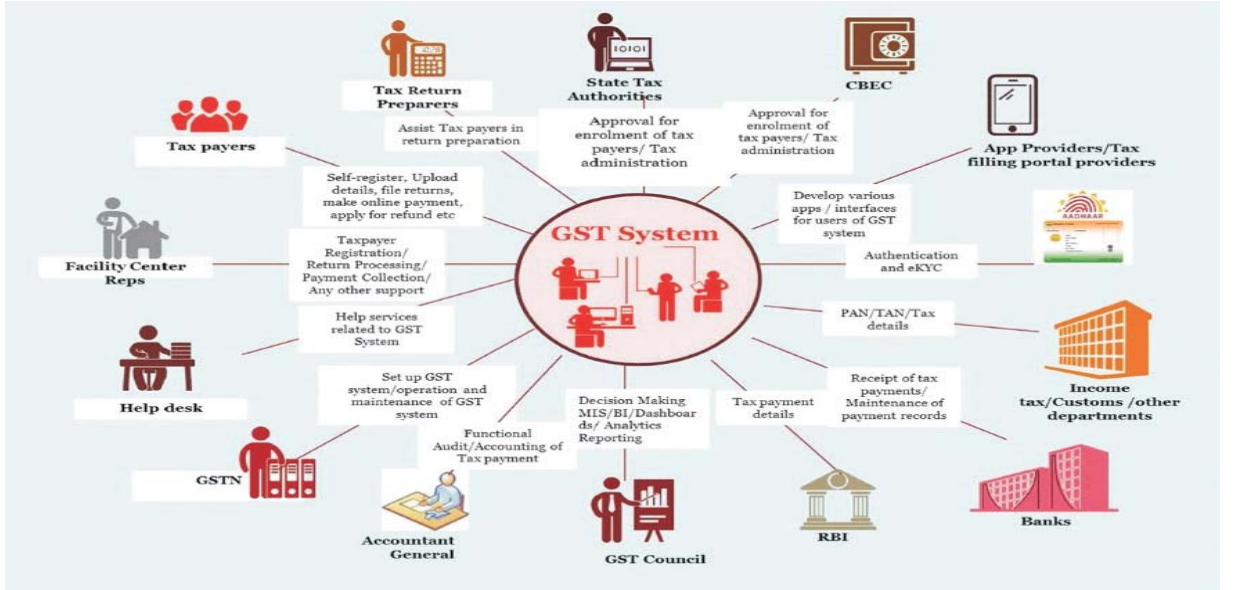 Tax Return
Preparers
Assist Tax payers in
return preparation
State Tax
Authorities
Approval for
enrolment of tax
payers/ Tax
administration
CBEC
Approval for
enrolment of
tax payers/ Tax
administration
App Providers/Tax
filling portal providers
Develop various
apps / interfaces
for users of GST
system
Tax payers
Self-register, Upload
details, file returns,
make online payment,
apply for refund etc
GST System
AADHAAR
Authentication
and eKYC
Facility Center
Reps
Taxpayer
Registration/
Return Processing/
Payment Collection/
Any other support
PAN/TAN/Tax
details
Income
tax/Customs /other
departments
Help services
related to GST
System
Help desk
Set up GST
system/operation and
maintenance of GST
system
GSTN
Functional
Audit/Accounting of
Tax payment
Accountant
General
Decision Making
MIS/BI/Dashboar
ds/ Analytics
Reporting
GST Council
Tax payment
details
RBI
Receipt of tax
payments/
Maintenance of
payment records
Banks